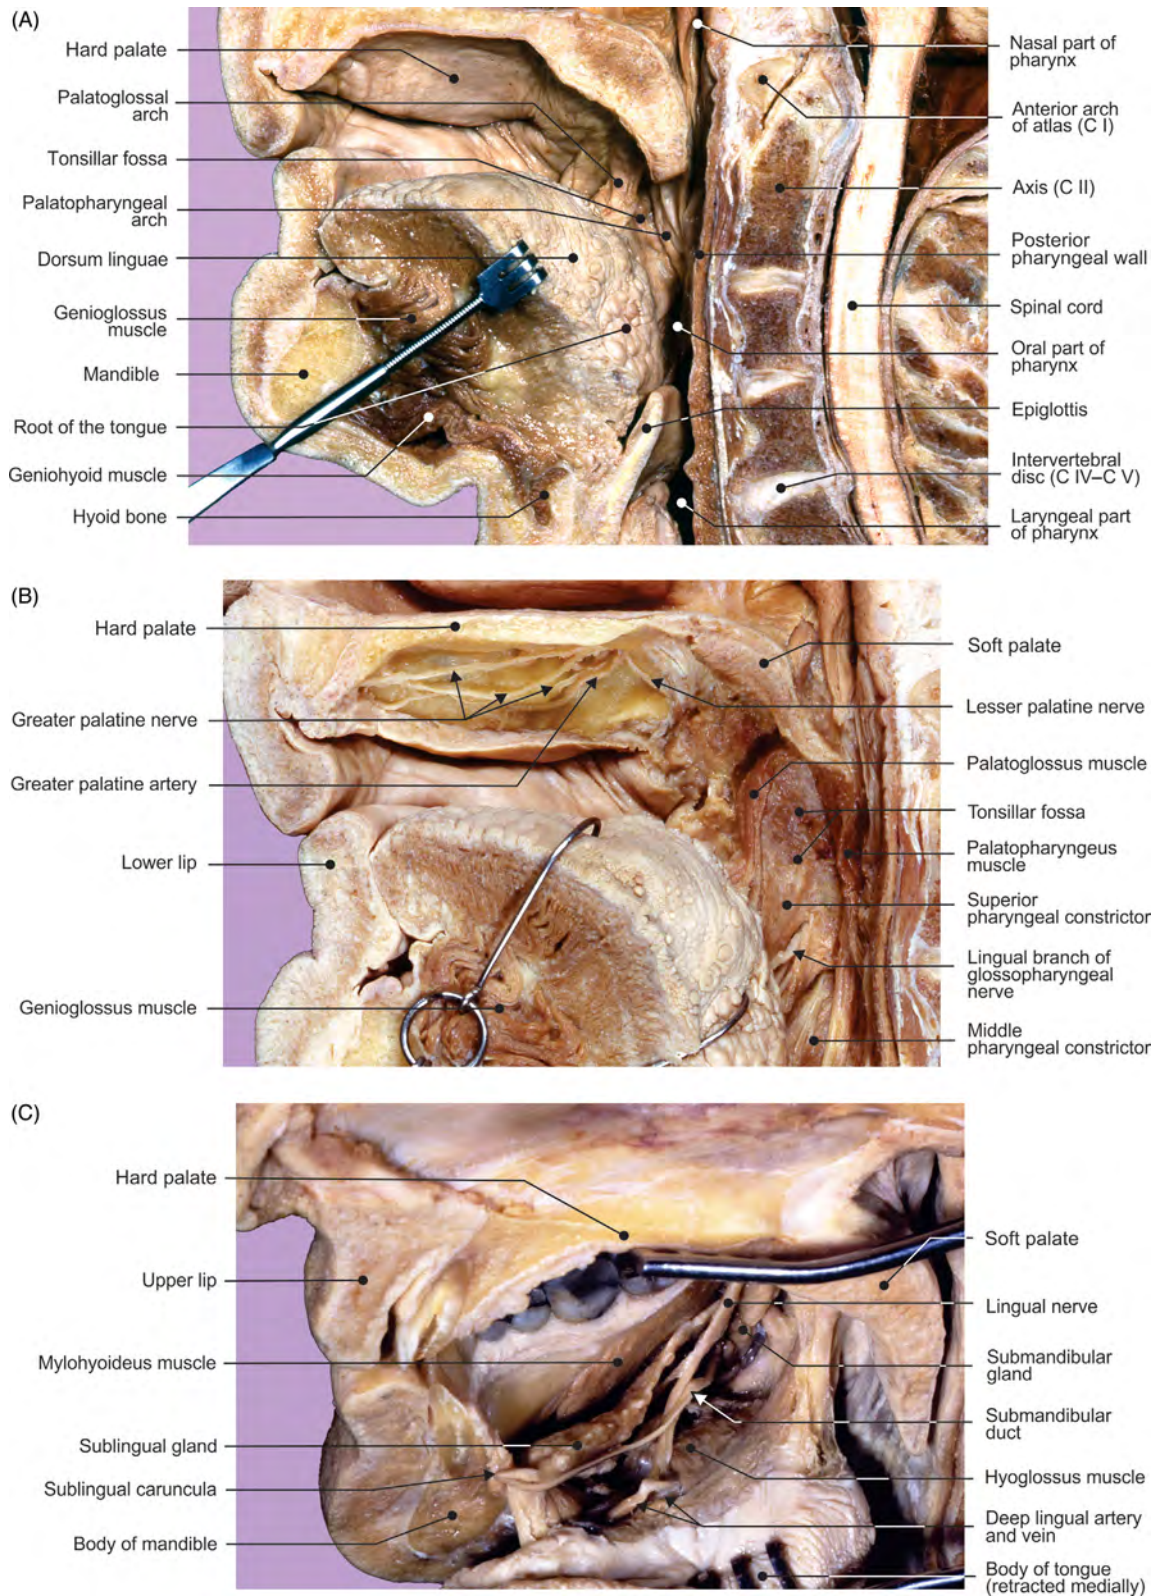 (A)
Hard palate
Palatoglossal
arch
Tonsillar fossa
Palatopharyngeal
arch
Dorsum linguae
Genioglossus
muscle
Mandible
Root of the tongue
Geniohyoid muscle
Hyoid bone
Nasal part of
pharynx
Anterior arch
of atlas (C I)
Axis (C II)
Posterior
pharyngeal wall
Spinal cord
Oral part of
pharynx
Epiglottis
Intervertebral
disc (C IV–C V)
Laryngeal part
of pharynx
(B)
Hard palate
Greater palatine nerve
Greater palatine artery
Lower lip
Genioglossus muscle
Soft palate
Lesser palatine nerve
Palatoglossus muscle
Tonsillar fossa
Palatopharyngeus
muscle
Superior
pharyngeal constrictor
Lingual branch of
glossopharyngeal
nerve
Middle
pharyngeal constrictor
(C)
Hard palate
Upper lip
Mylohyoideus muscle
Sublingual gland
Sublingual caruncula
Body of mandible
Soft palate
Lingual nerve
Submandibular
gland
Submandibular
duct
Hyoglossus muscle
Deep lingual artery
and vein
Body of tongue
(retracted medially)